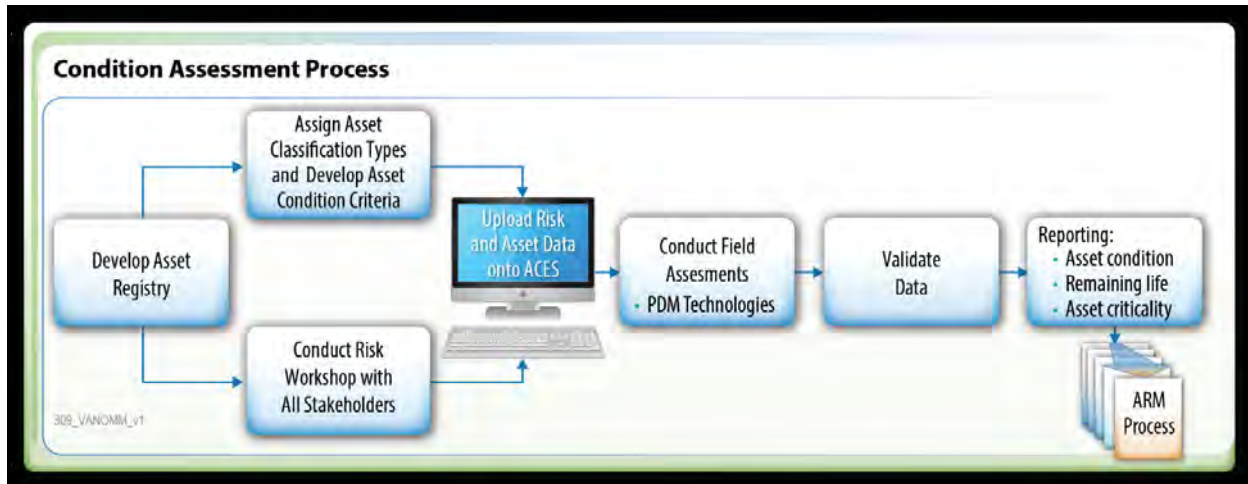 Condition Assessment Process
Assign Asset
Classification Types
and Develop Asset
Condition Criteria
Develop Asset
Registry
Conduct Risk
Workshop with
All Stakeholders
Upload Risk
and Asset Data
onto ACES
Conduct Field
Assesments
• PDM Technologies
Validate
Data
Reporting:
• Asset condition
• Remaining life
• Asset criticality
ARM
Process
309_VANOMM_v1